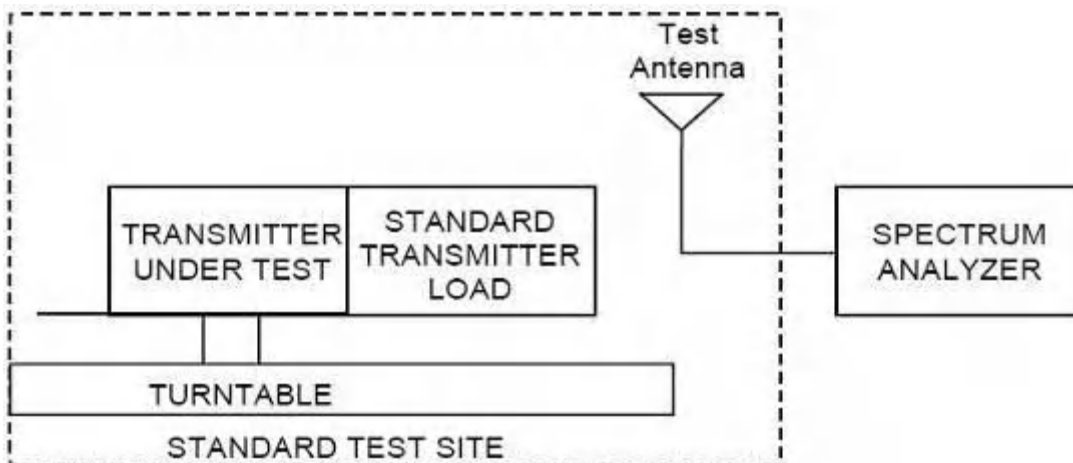 Test
Antenna
TRANSMITTER
UNDER TEST
STANDARD
TRANSMITTER
LOAD
SPECTRUM
ANALYZER
TURNTABLE
STANDARD TEST SITE